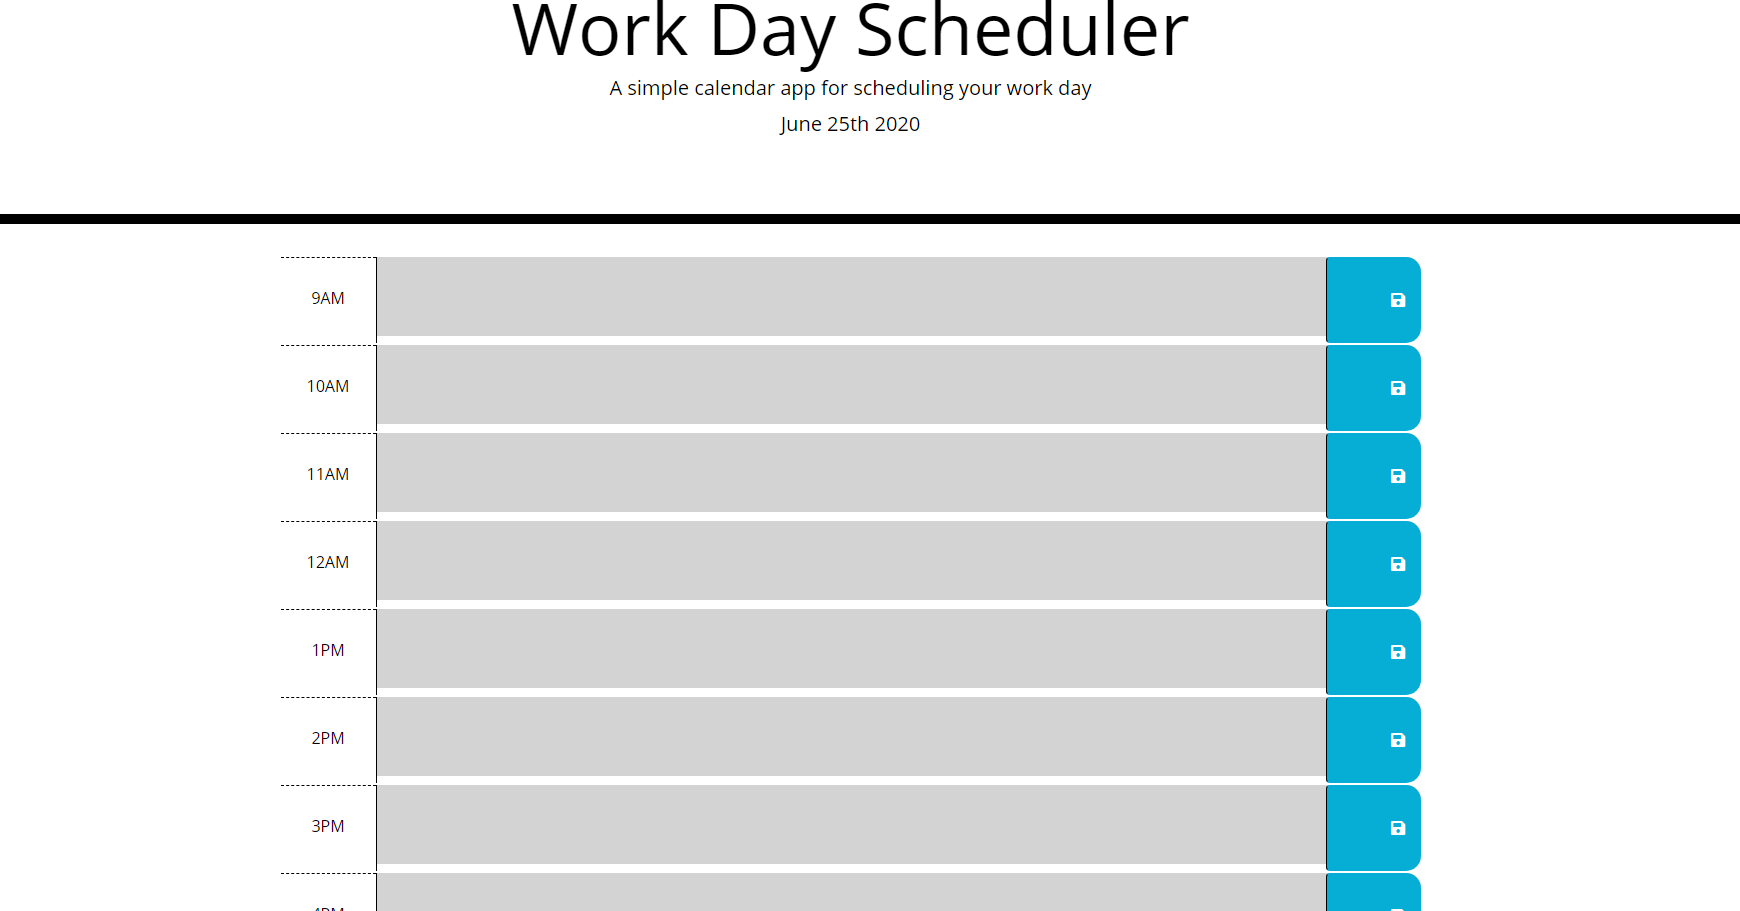 Work Day Scheduler
A simple calendar app for scheduling your work day
June 25th 2020
9AM
10AM
11AM
12AM
1PM
2PM
3PM